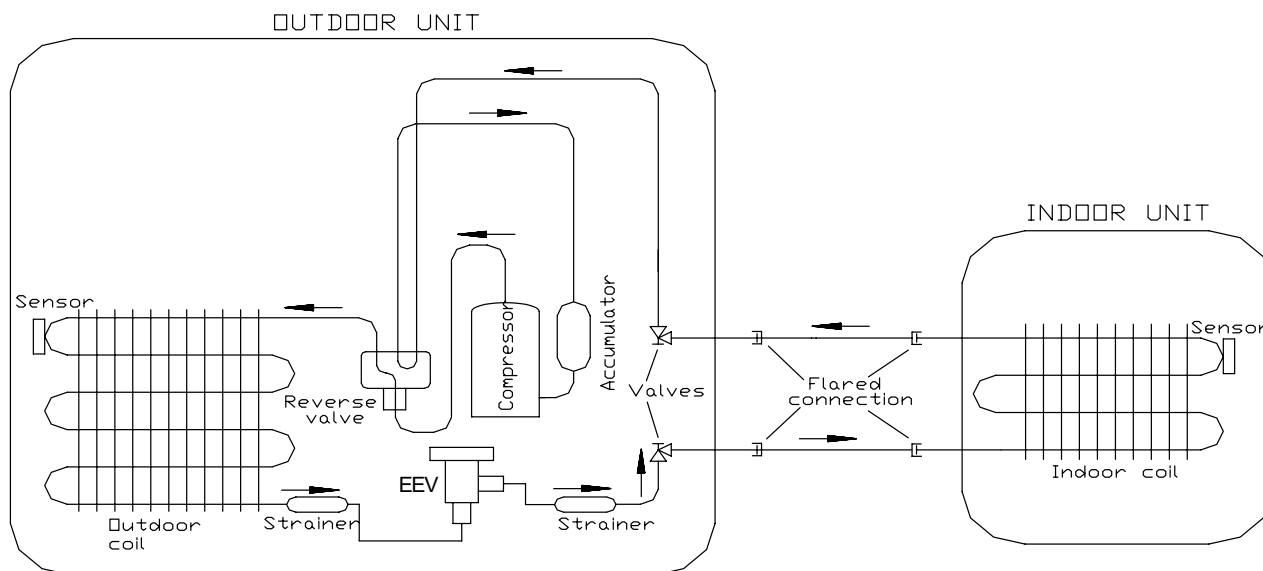 OUTDOOR UNIT
INDOOR UNIT
Sensor
Compressor
Accumulator
Sensor
Reverse
valve
Valves
Flared
connection
EEV
Indoor coil
Outdoor
coil
Strainer
Strainer